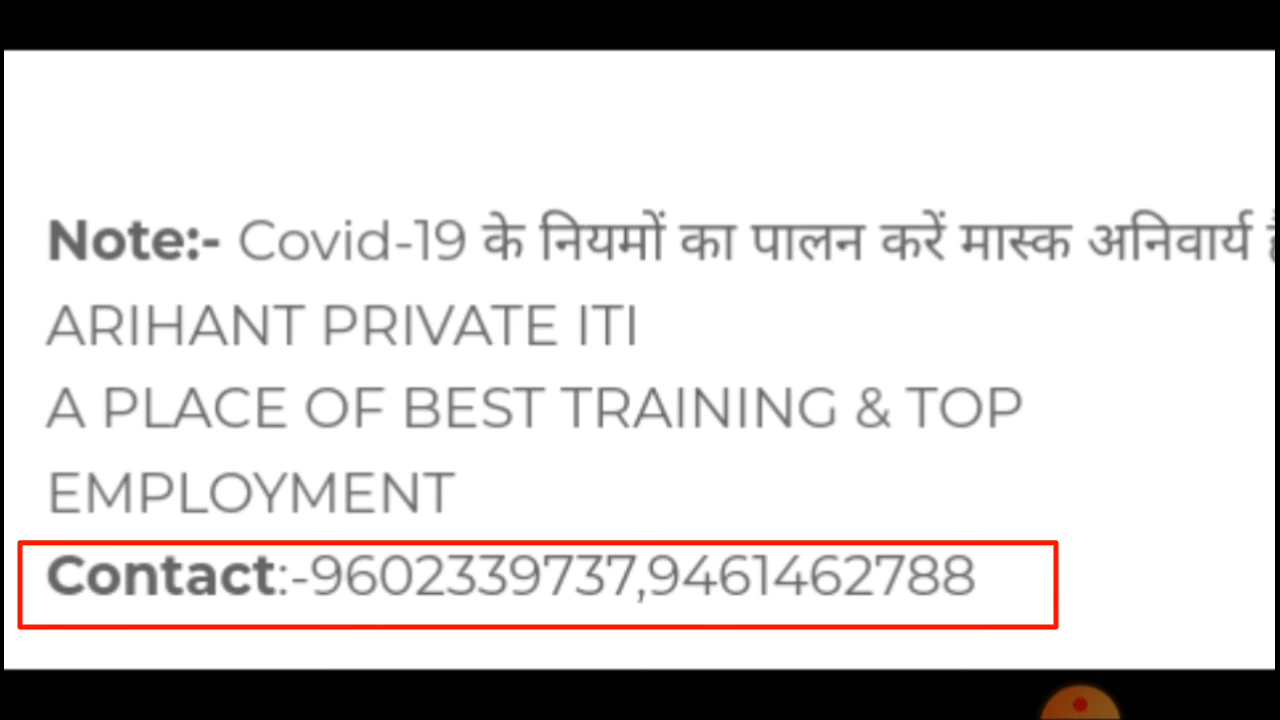 Note:- Covid-19 के नियमों का पालन करें मास्क अनिवार्य
ARIHANT PRIVATE ITI
A PLACE OF BEST TRAINING & TOP
EMPLOYMENT
Contact:-9602339737,9461462788